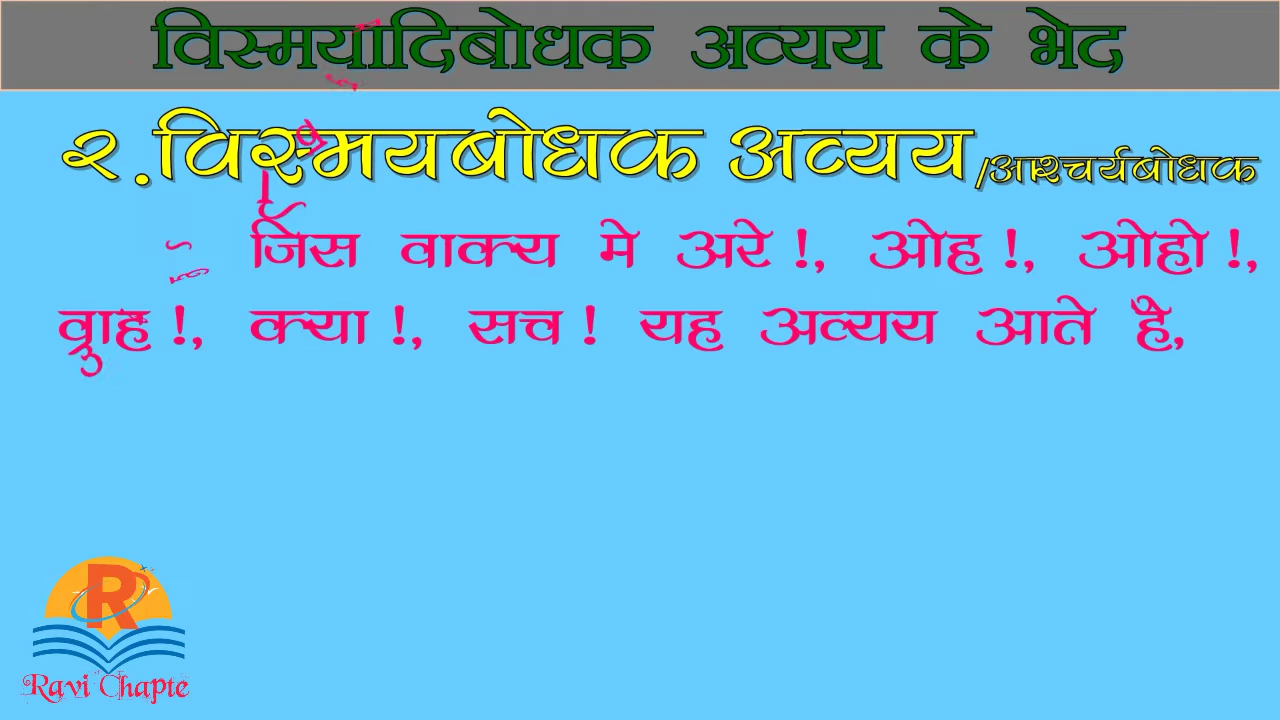 विस्मयादिबोधक अव्यय के भेद
२.विस्मयबोधक अव्यय/आश्चर्यबोधक
जिस वाक्य मे अरे!, ओह!, ओहो!,
वाह!, क्या!, सच! यह अव्यय आते है,
Ravi Chapte